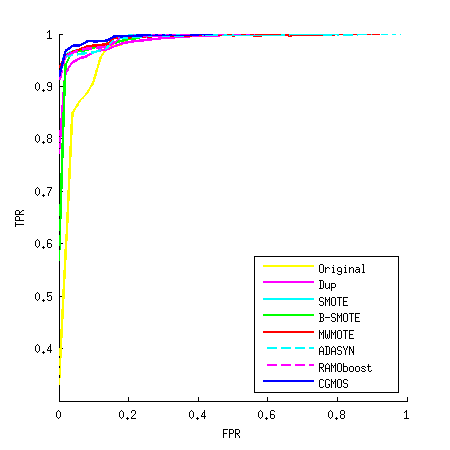 1
0.9
0.8
0.7
0.6
0.5
0.4
TPR
0
0.2
0.4
0.6
0.8
1
FPR
Original
Dup
SMOTE
B-SMOTE
MWMOTE
ADASYN
RAMOboost
CGMOS